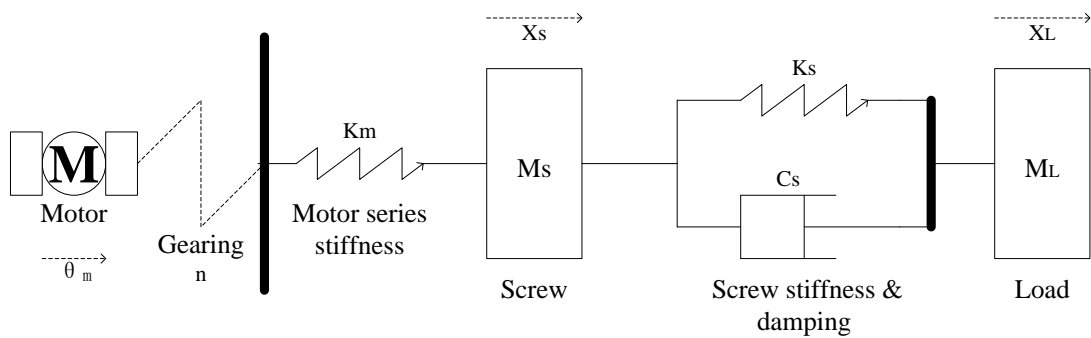 Xs
XL
Ks
Km
M
Ms
ML
Cs
Motor
Motor series
stiffness
Gearing
n
θm
Screw
Screw stiffness &
damping
Load